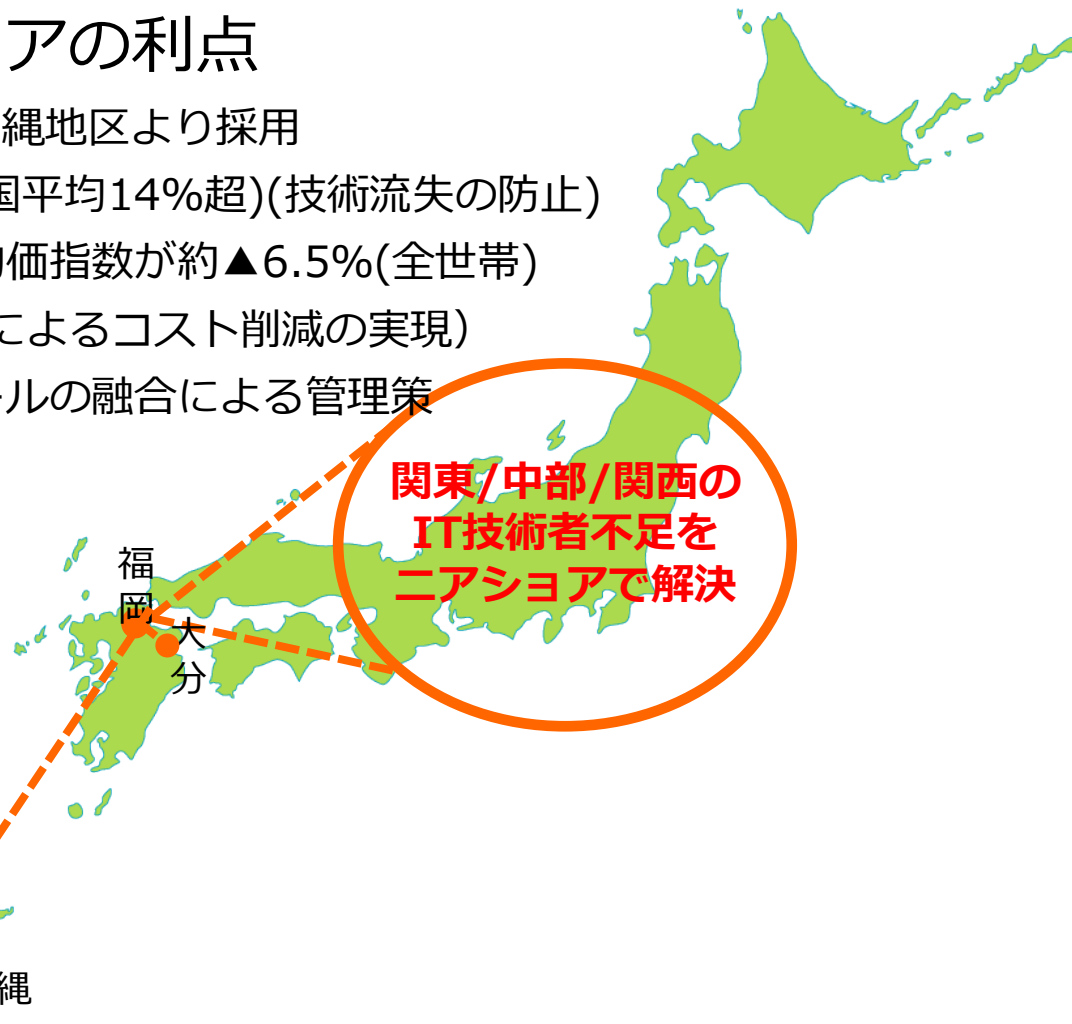 アの利点
縄地区より採用
国平均14%超)(技術流失の防止)
価指数が約▲6.5%(全世帯)
によるコスト削減の実現）
ールの融合による管理策
関東/中部/関西の
IT技術者不足を
ニアショアで解決
福岡
大分
縄